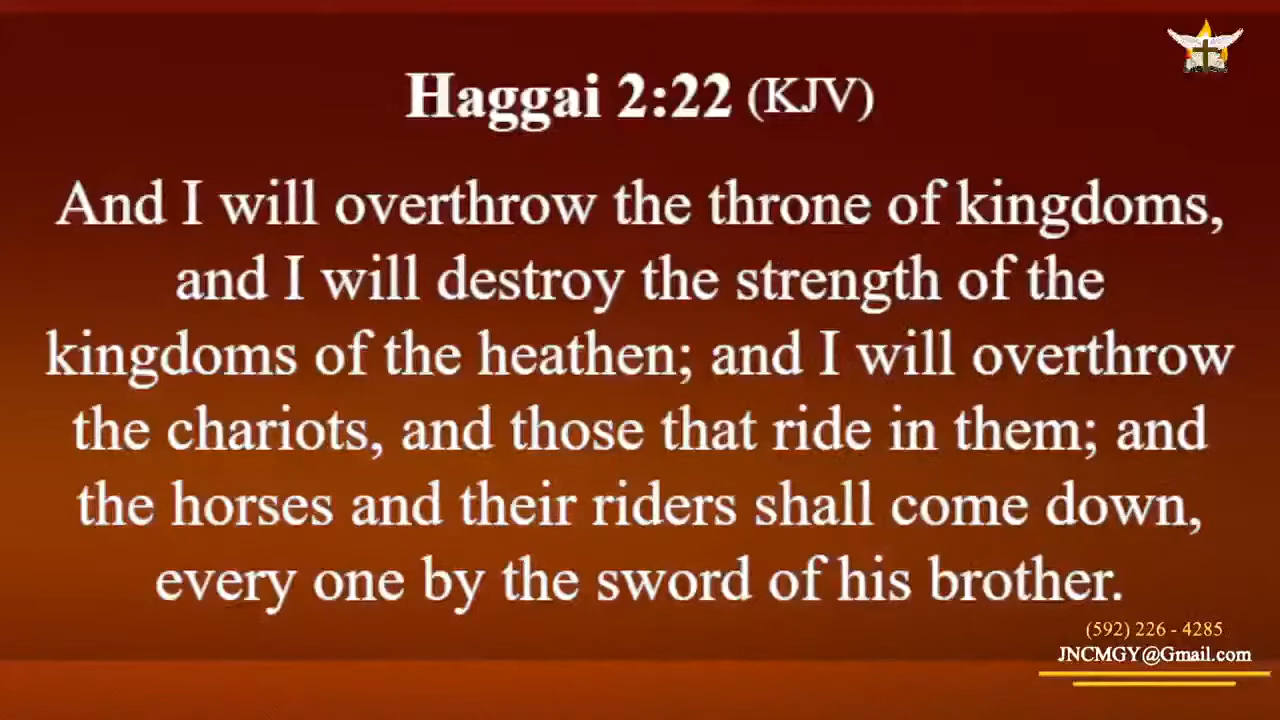 Haggai 2:22 (KJV)
And I will overthrow the throne of kingdoms,
and I will destroy the strength of the
kingdoms of the heathen; and I will overthrow
the chariots, and those that ride in them; and
the horses and their riders shall come down,
every one by the sword of his brother.
(592) 226 - 4285
JNCMGY@Gmail.com